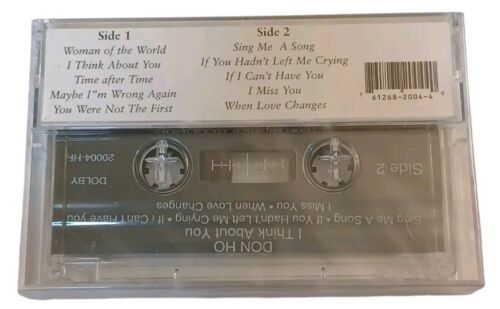 Side 1
Woman of the World
I Think About You
Time after Time
Maybe I"m Wrong Again
You Were Not The First
Side 2
Sing Me A Song
If You Hadn't Left Me Crying
If I Can't Have You
I Miss You
When Love Changes
7 61268-2004-4 0
DON HO
I Think About You
Sing Me A Song * If You Hadn't Left Me Crying * If i Can't Have you
I Miss You * When Love Changes
Side 2
DOLBY
20004-HF